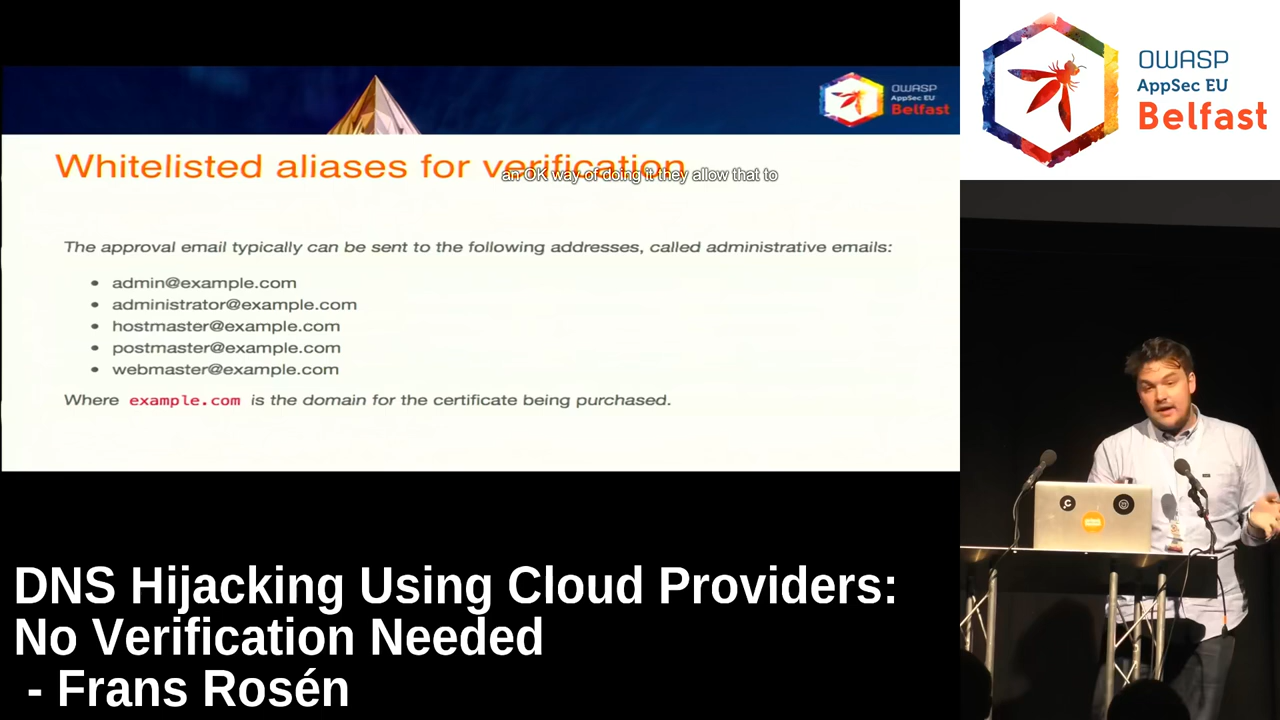 OWASP
AppSec EU
Belfast
Whitelisted aliases for verification
an OK way of doing it they allow that to
The approval email typically can be sent to the following addresses, called administrative emails:
• admin@example.com
• administrator@example.com
• hostmaster@example.com
• postmaster@example.com
• webmaster@example.com
Where example.com is the domain for the certificate being purchased.
OWASP
AppSec EU
Belfast
DNS Hijacking Using Cloud Providers:
No Verification Needed
- Frans Rosén